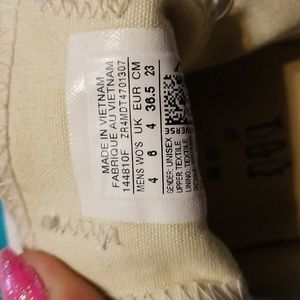 MADE IN VIETNAM
FABRIQUE AU VIETNAM
144810F ZR4MDT4701307
MENS WO'S UK EUR CM
4 6 4 36.5 23
GENDER: UNISEX
UPPER: TEXTILE
LINING: TEXTILE